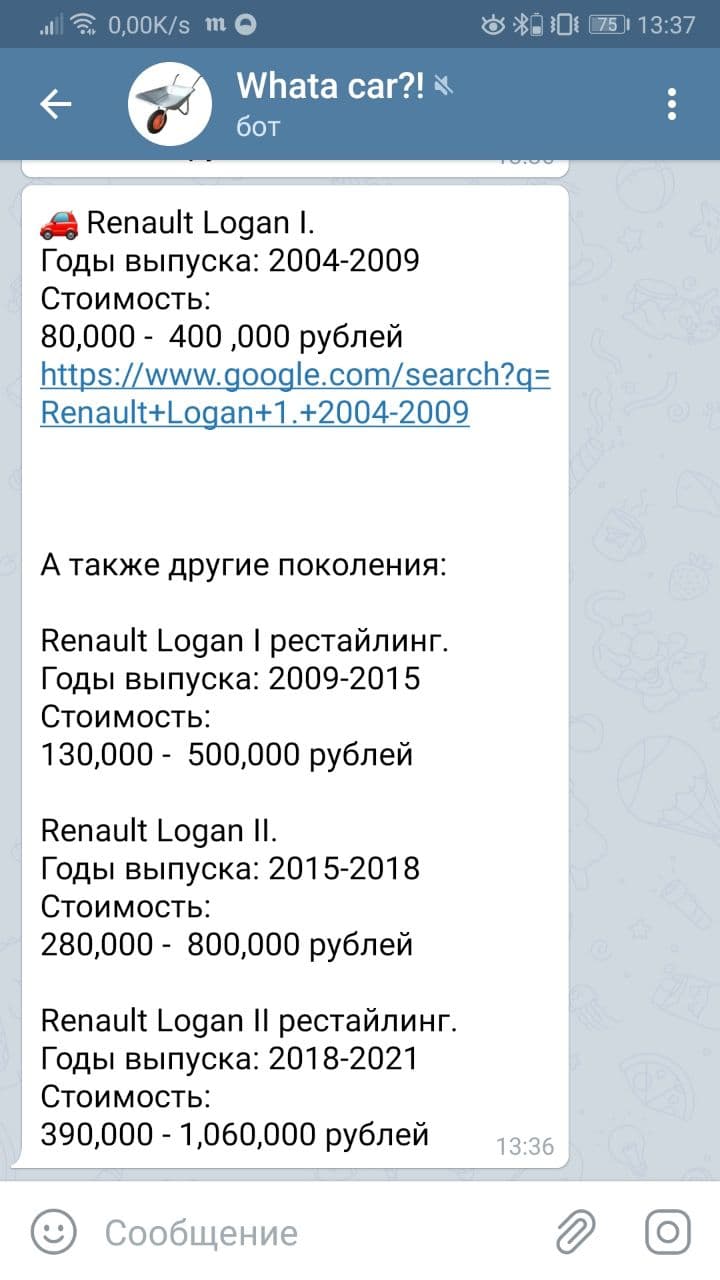 0,00K/s m 75 13:37
Whata car?!
бот
🚗 Renault Logan I.
Годы выпуска: 2004-2009
Стоимость:
80,000 -  400 ,000 рублей
https://www.google.com/search?q=
Renault+Logan+1.+2004-2009
А также другие поколения:
Renault Logan I рестайлинг.
Годы выпуска: 2009-2015
Стоимость:
130,000 -  500,000 рублей
Renault Logan II.
Годы выпуска: 2015-2018
Стоимость:
280,000 -  800,000 рублей
Renault Logan II рестайлинг.
Годы выпуска: 2018-2021
Стоимость:
390,000 - 1,060,000 рублей
13:36
Сообщение